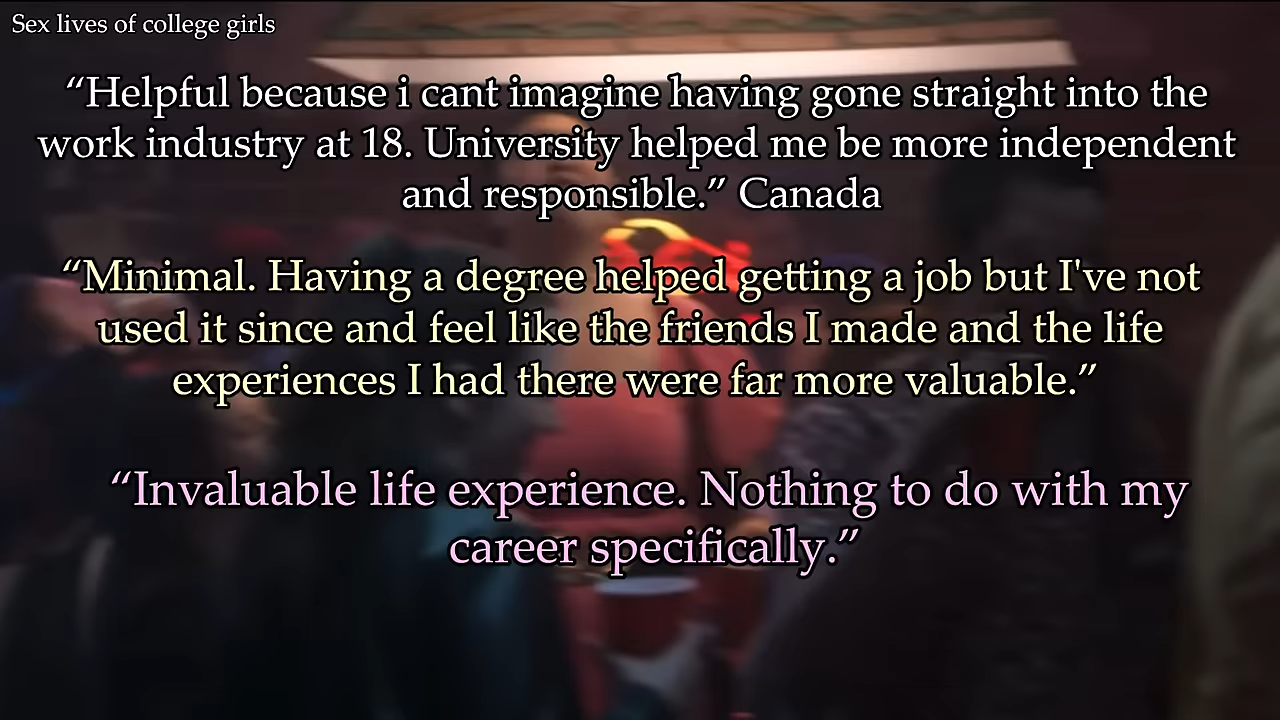 Sex lives of college girls
“Helpful because i cant imagine having gone straight into the
work industry at 18. University helped me be more independent
and responsible.” Canada
“Minimal. Having a degree helped getting a job but I've not
used it since and feel like the friends I made and the life
experiences I had there were far more valuable.”
“Invaluable life experience. Nothing to do with my
career specifically.”